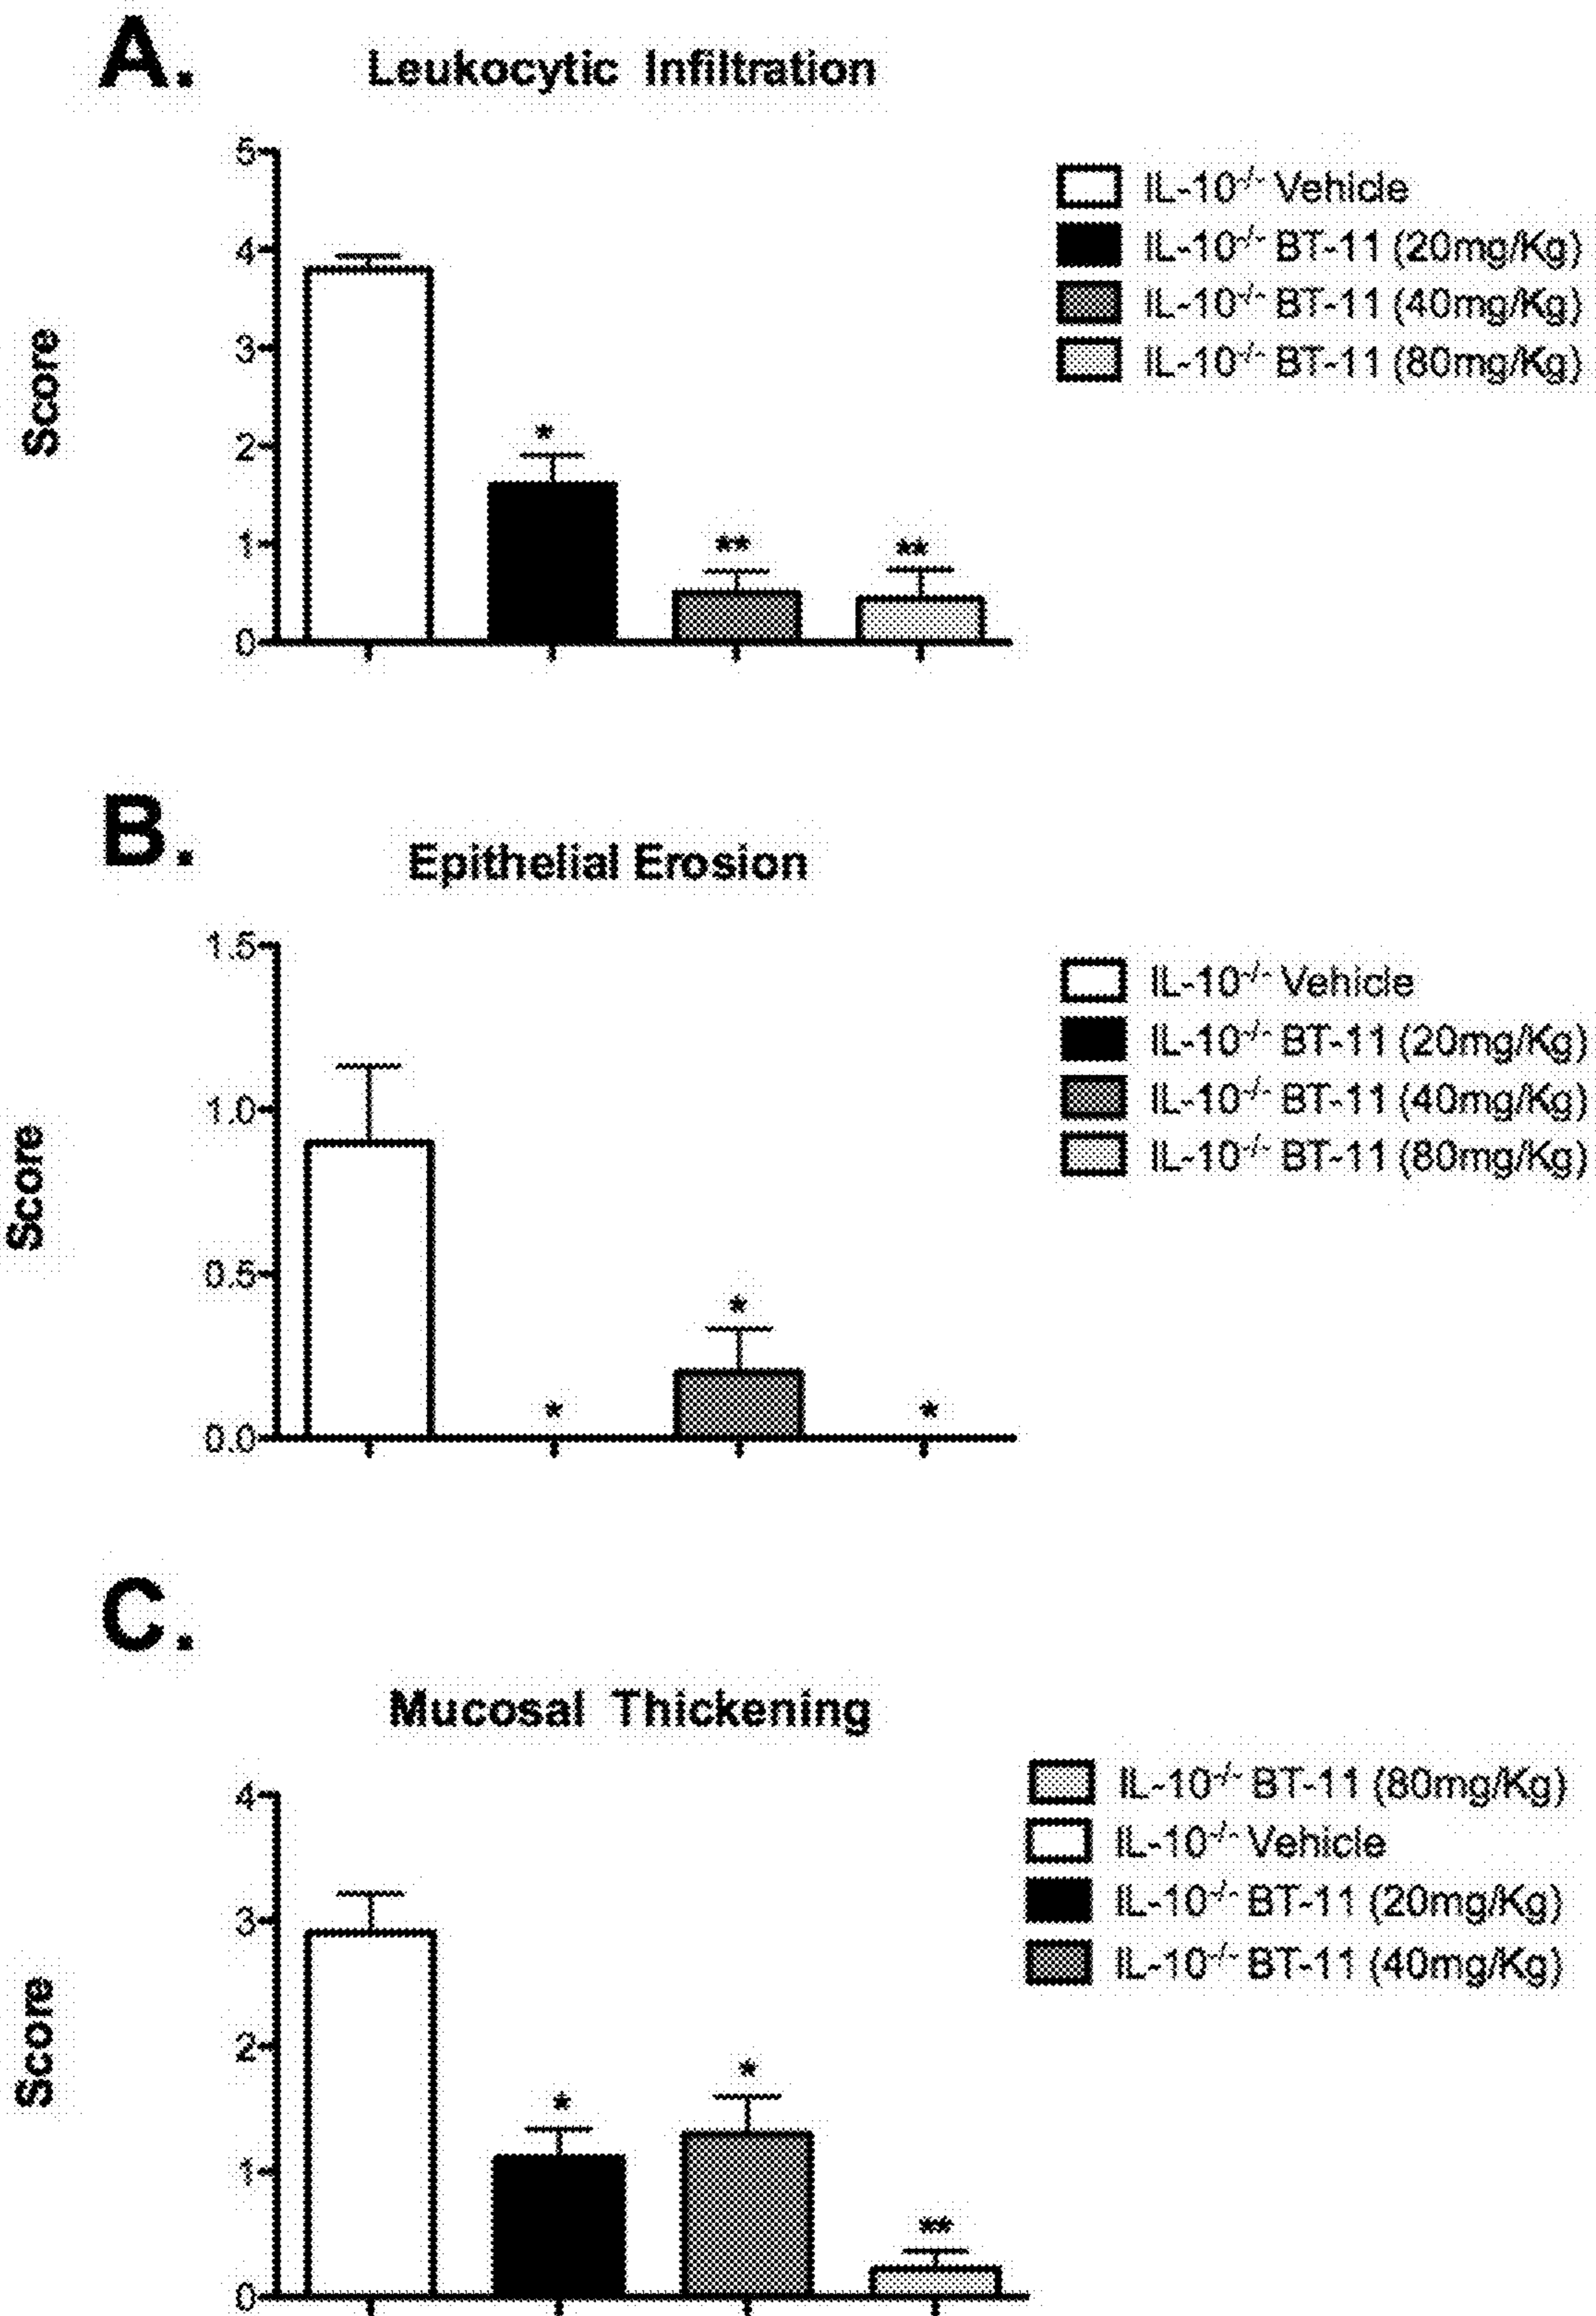 A.
Leukocytic Infiltration
Score
5
4
3
2
1
0
*
**
**
IL-10-/- Vehicle
IL-10-/- BT-11 (20mg/Kg)
IL-10-/- BT-11 (40mg/Kg)
IL-10-/- BT-11 (80mg/Kg)
B.
Epithelial Erosion
Score
1.5
1.0
0.5
0.0
*
*
*
IL-10-/- Vehicle
IL-10-/- BT-11 (20mg/Kg)
IL-10-/- BT-11 (40mg/Kg)
IL-10-/- BT-11 (80mg/Kg)
C.
Mucosal Thickening
Score
4
3
2
1
0
*
*
**
IL-10-/- BT-11 (80mg/Kg)
IL-10-/- Vehicle
IL-10-/- BT-11 (20mg/Kg)
IL-10-/- BT-11 (40mg/Kg)